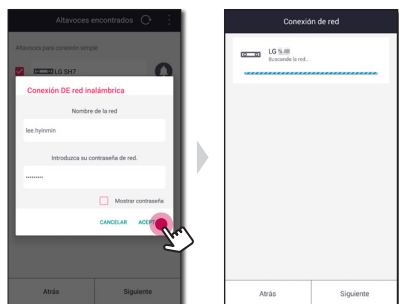 Altavoces encontrados
Altavoces para conexión simple
LG SH7
Conexión DE red inalámbrica
Nombre de la red
lee.hyinmin
Introduzca su contraseña de red.
.........
Mostrar contraseña
CANCELAR
Atrás
Siguiente
Conexión de red
LG
Buscando la red..
Atrás
Siguiente